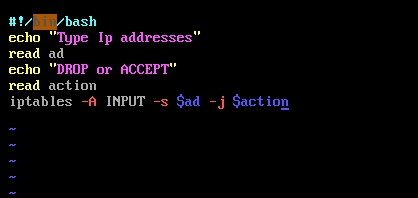 #!/bin/bash
echo "Type Ip addresses"
read ad
echo "DROP or ACCEPT"
read action
iptables -A INPUT -s $ad -j $action
~
~
~
~
~